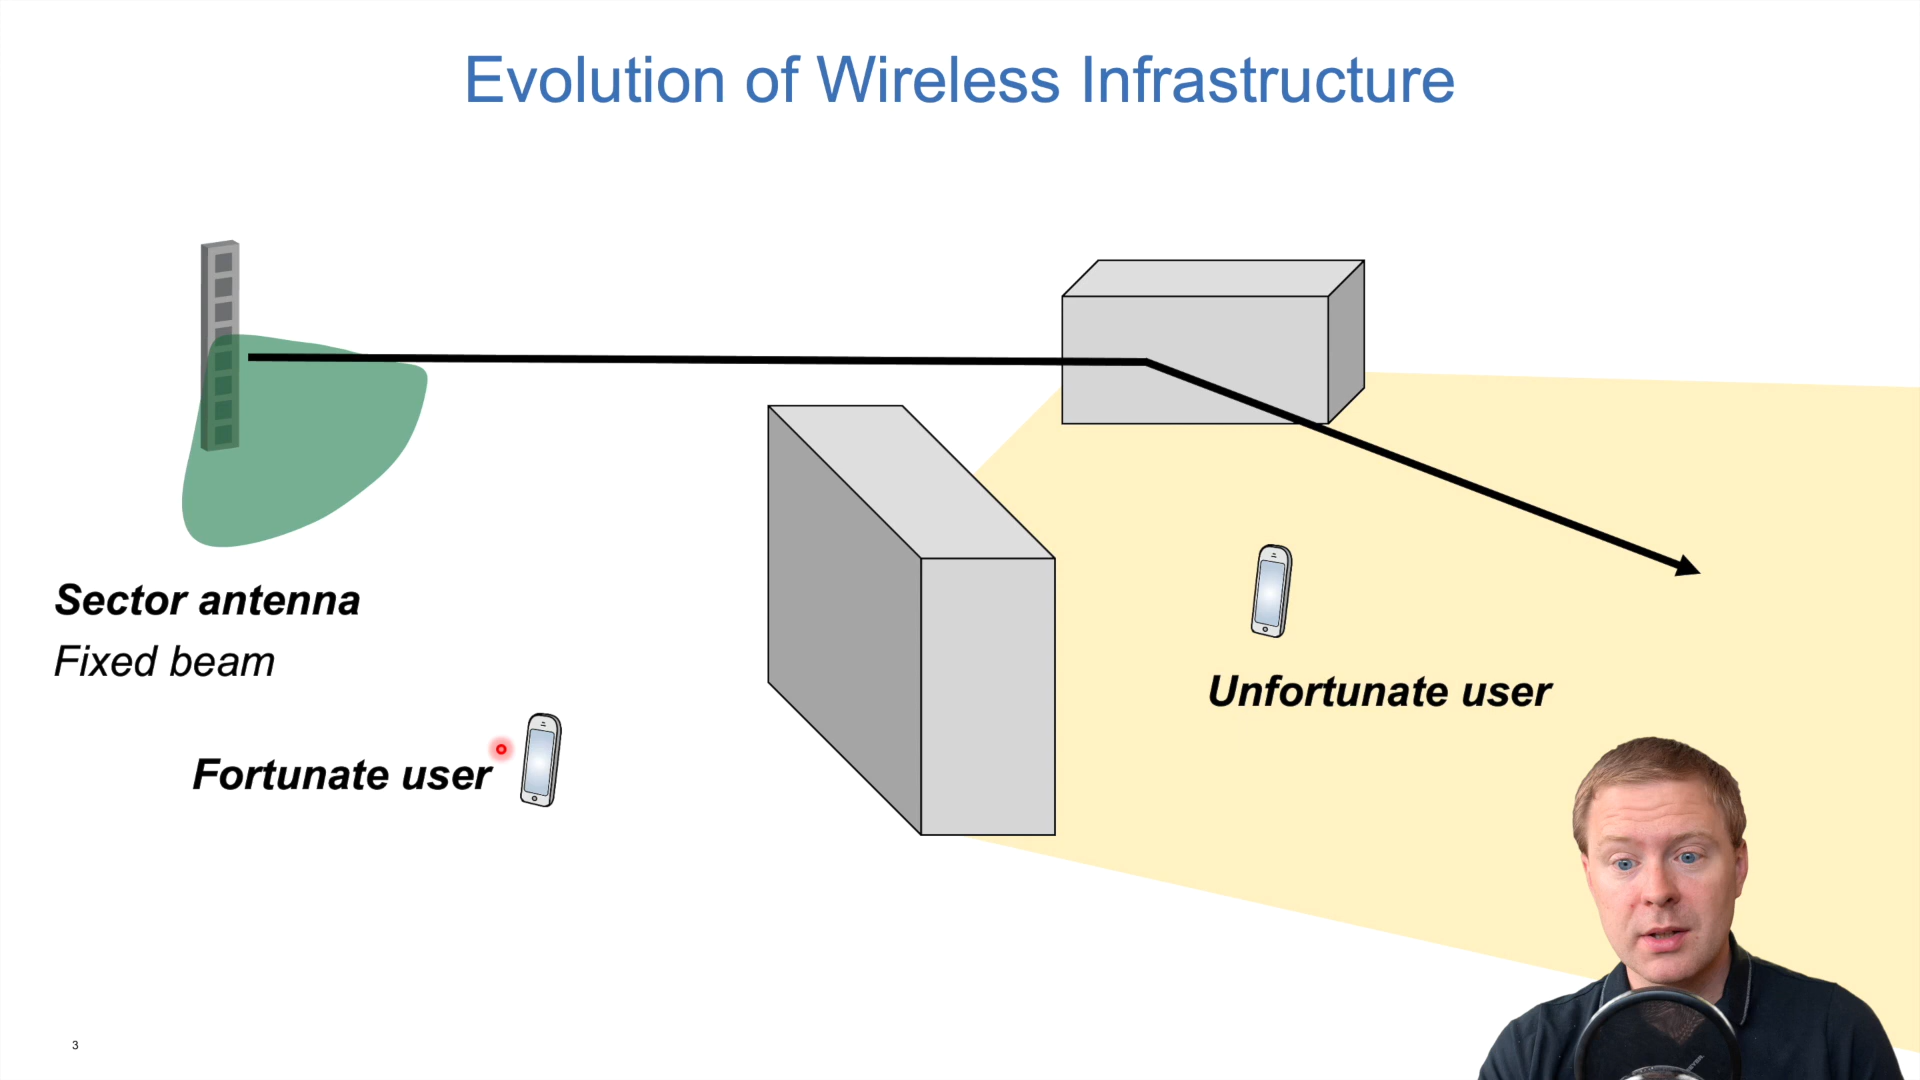 Evolution of Wireless Infrastructure
Sector antenna
Fixed beam
Unfortunate user
Fortunate user
3